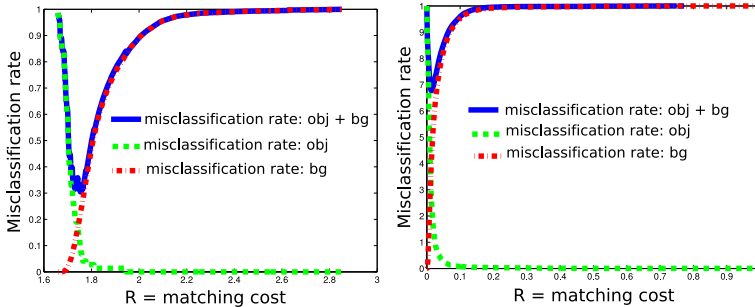 Misclassification rate
1
0.9
0.8
0.7
0.6
0.5
0.4
0.3
0.2
0.1
0
1.6 1.8 2 2.2 2.4 2.6 2.8 3
R = matching cost
misclassification rate: obj + bg
misclassification rate: obj
misclassification rate: bg
Misclassification rate
1
9
8
7
6
5
4
3
2
1
0
0 0.1 0.2 0.3 0.4 0.5 0.6 0.7 0.8 0.9
R = matching cost
misclassification rate: obj + bg
misclassification rate: obj
misclassification rate: bg